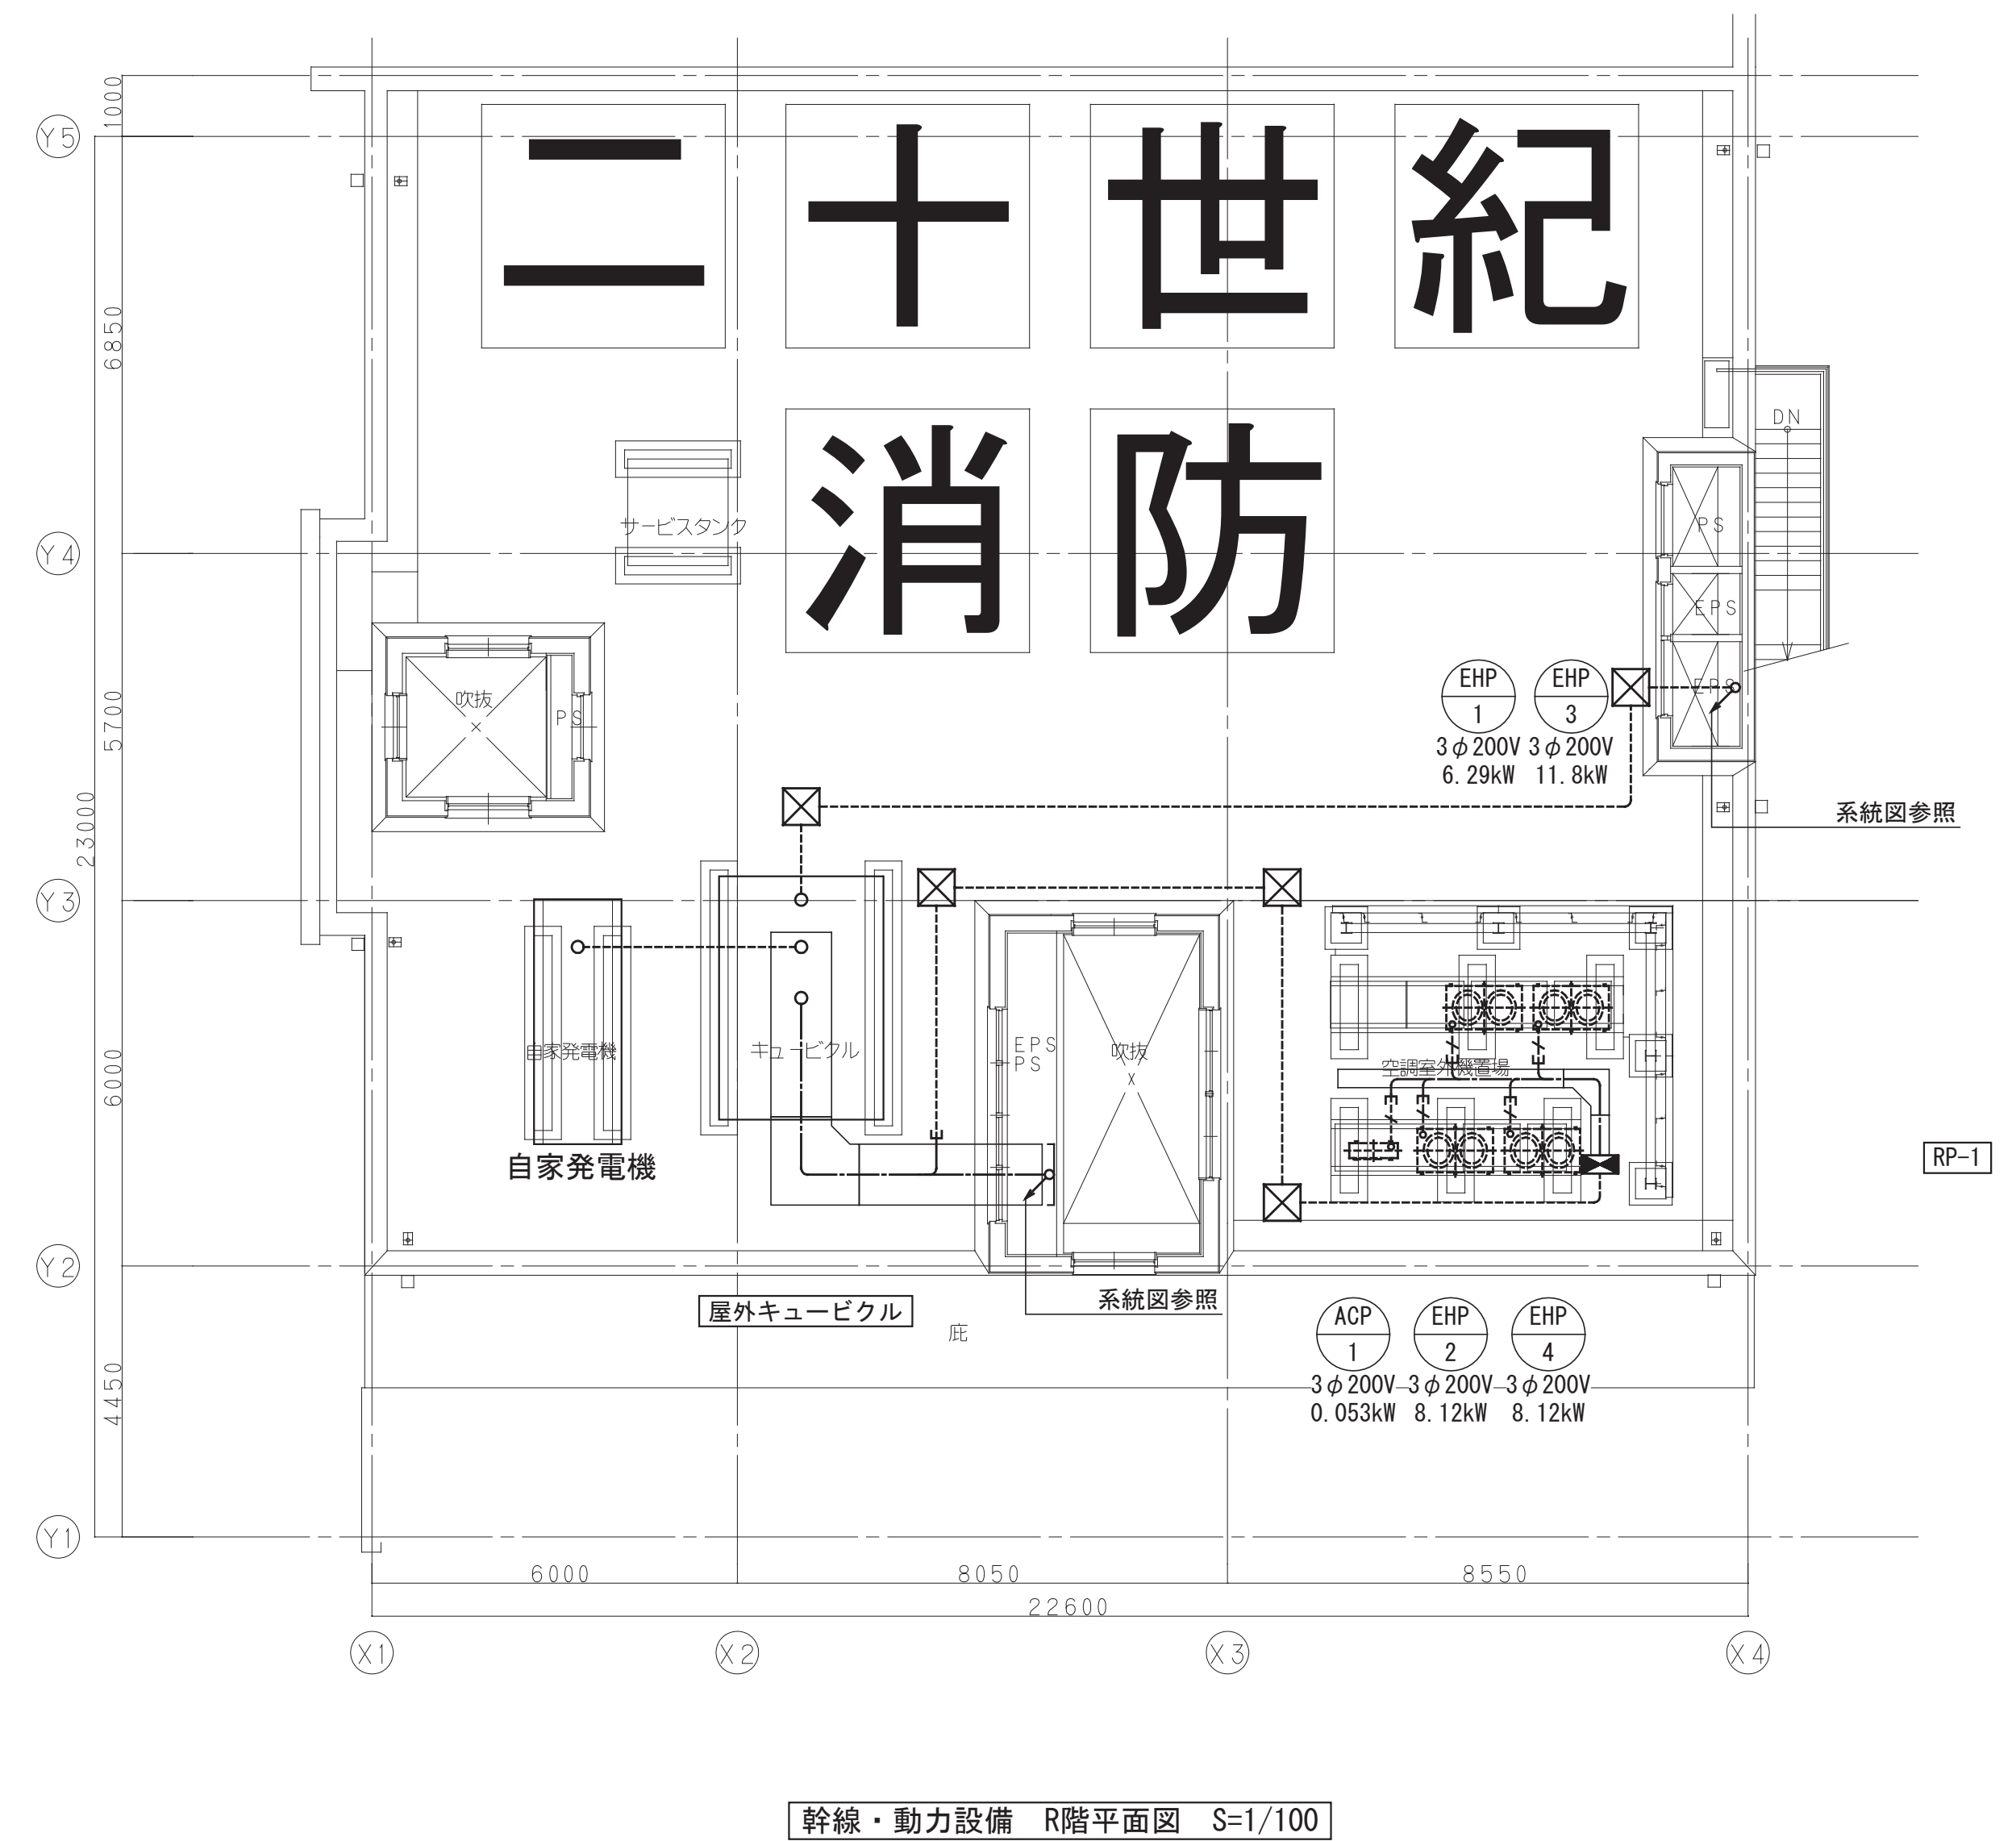 1000
Y5
二十世紀
6850
DN
消防
サービスタンク
PS
Y4
EPS
EPS
吹抜
PS
5700
EHP
1
3φ200V
6.29kW
EHP
3
3φ200V
11.8kW
系統図参照
23000
Y3
自家発電機
キュービクル
EPS
PS
吹抜
空調室外機置場
6000
自家発電機
RP-1
Y2
屋外キュービクル
系統図参照
庇
ACP
1
3φ200V
0.053kW
EHP
2
3φ200V
8.12kW
EHP
4
3φ200V
8.12kW
4450
Y1
6000
8050
8550
22600
X1
X2
X3
X4
幹線・動力設備　R階平面図　S=1/100